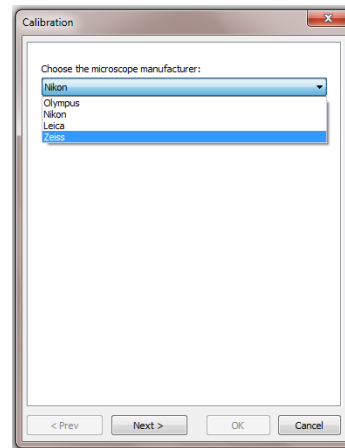 Calibration
Choose the microscope manufacturer:
Nikon
Olympus
Nikon
Leica
Zeiss
< Prev Next > OK Cancel